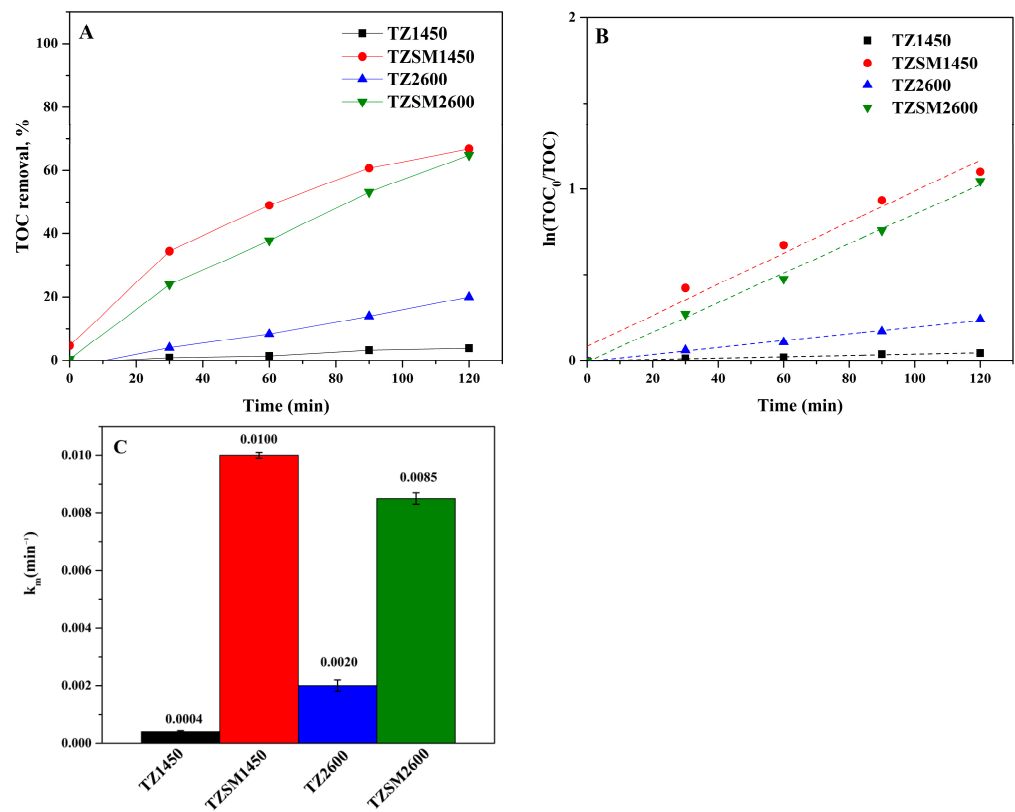 A
TZ1450
TZSM1450
TZ2600
TZSM2600
100
80
60
40
20
0
TOC removal, %
0 20 40 60 80 100 120
Time (min)
B
TZ1450
TZSM1450
TZ2600
TZSM2600
2
1
0
ln(TOC₀/TOC)
0 20 40 60 80 100 120
Time (min)
C
0.010
0.008
0.006
0.004
0.002
0.000
kₘ(min⁻¹)
0.0004
0.0100
0.0020
0.0085
TZ1450
TZSM1450
TZ2600
TZSM2600